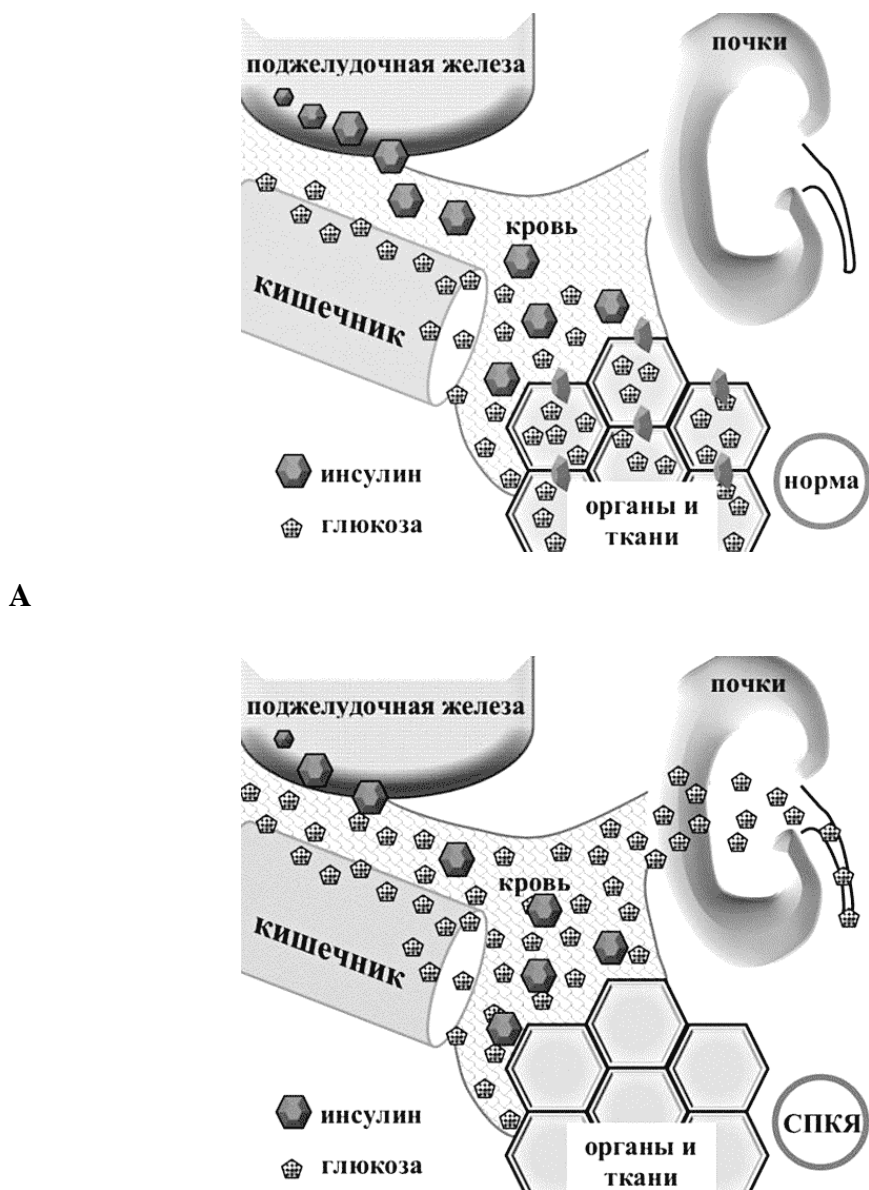 почки
поджелудочная железа
кровь
кишечник
инсулин
норма
глюкоза
органы и
ткани
А
почки
поджелудочная железа
кровь
кишечник
инсулин
СПКЯ
глюкоза
органы и
ткани